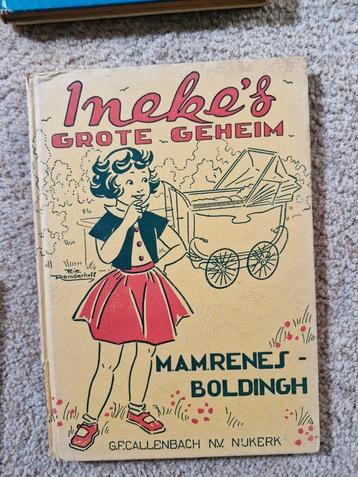 Ineke's
GROTE GEHEIM
Rie
Reinderhoff
M.A.M. RENES -
BOLDINGH
G.F. CALLENBACH N.V. NIJKERK